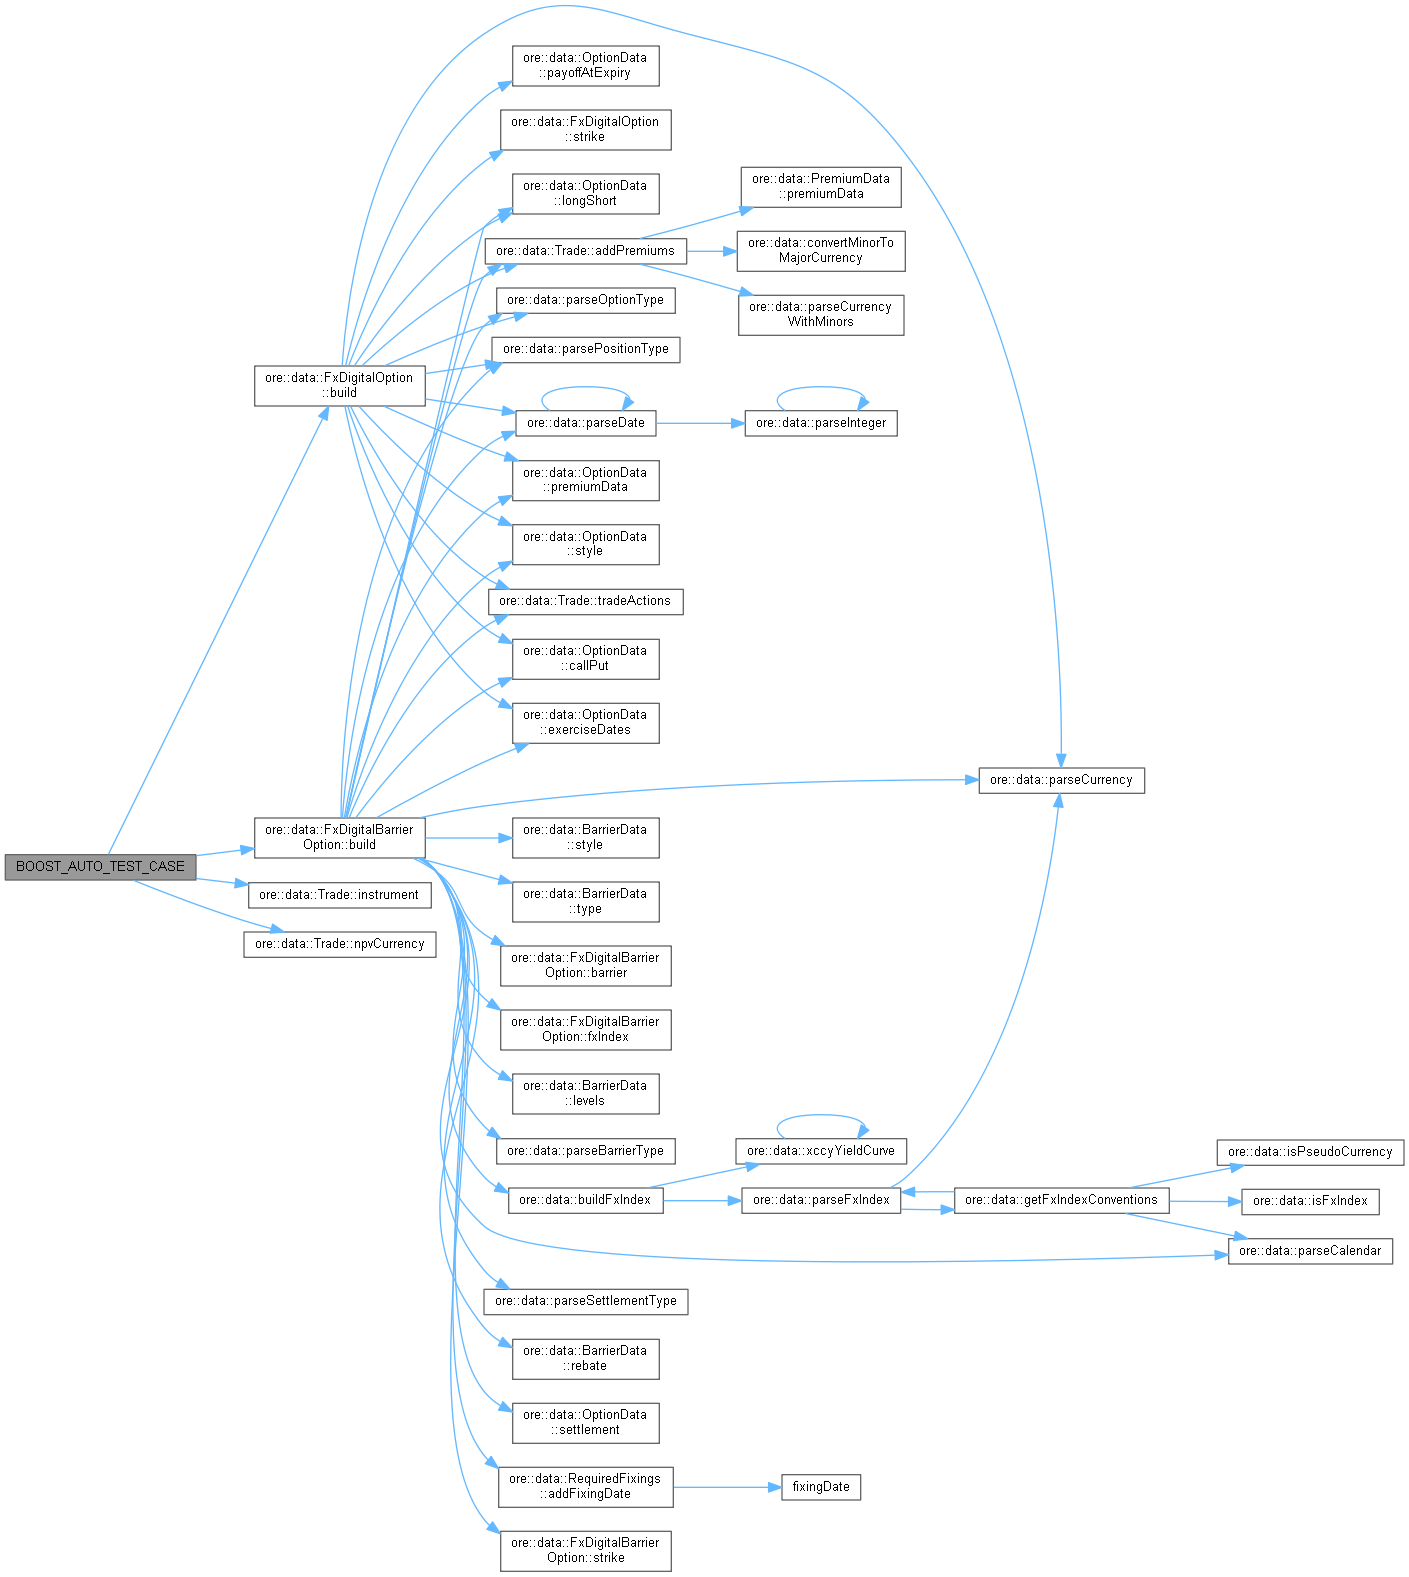 ore::data::OptionData
::payoffAtExpiry
ore::data::FxDigitalOption
::strike
ore::data::OptionData
::longShort
ore::data::PremiumData
::premiumData
ore::data::Trade::addPremiums
ore::data::convertMinorTo
MajorCurrency
ore::data::parseOptionType
ore::data::parseCurrency
WithMinors
ore::data::parsePositionType
ore::data::FxDigitalOption
::build
ore::data::parseDate
ore::data::parseInteger
ore::data::OptionData
::premiumData
ore::data::OptionData
::style
ore::data::Trade::tradeActions
ore::data::OptionData
::callPut
ore::data::OptionData
::exerciseDates
ore::data::parseCurrency
ore::data::FxDigitalBarrier
Option::build
ore::data::BarrierData
::style
BOOST_AUTO_TEST_CASE
ore::data::Trade::instrument
ore::data::BarrierData
::type
ore::data::Trade::npvCurrency
ore::data::FxDigitalBarrier
Option::barrier
ore::data::FxDigitalBarrier
Option::fxIndex
ore::data::BarrierData
::levels
ore::data::parseBarrierType
ore::data::xccyYieldCurve
ore::data::isPseudoCurrency
ore::data::buildFxIndex
ore::data::parseFxIndex
ore::data::getFxIndexConventions
ore::data::isFxIndex
ore::data::parseCalendar
ore::data::parseSettlementType
ore::data::BarrierData
::rebate
ore::data::OptionData
::settlement
ore::data::RequiredFixings
::addFixingDate
fixingDate
ore::data::FxDigitalBarrier
Option::strike